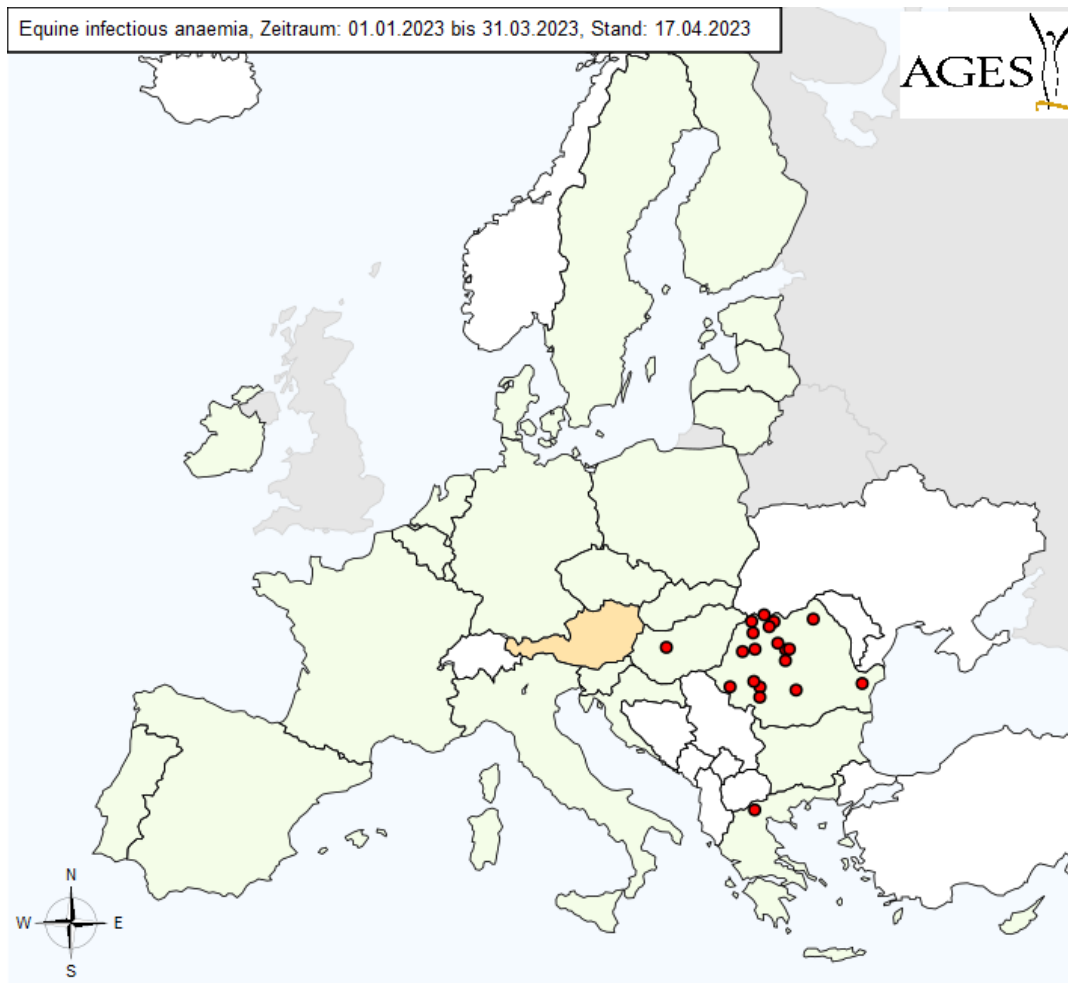 Equine infectious anaemia, Zeitraum: 01.01.2023 bis 31.03.2023, Stand: 17.04.2023
AGES
N
W E
S